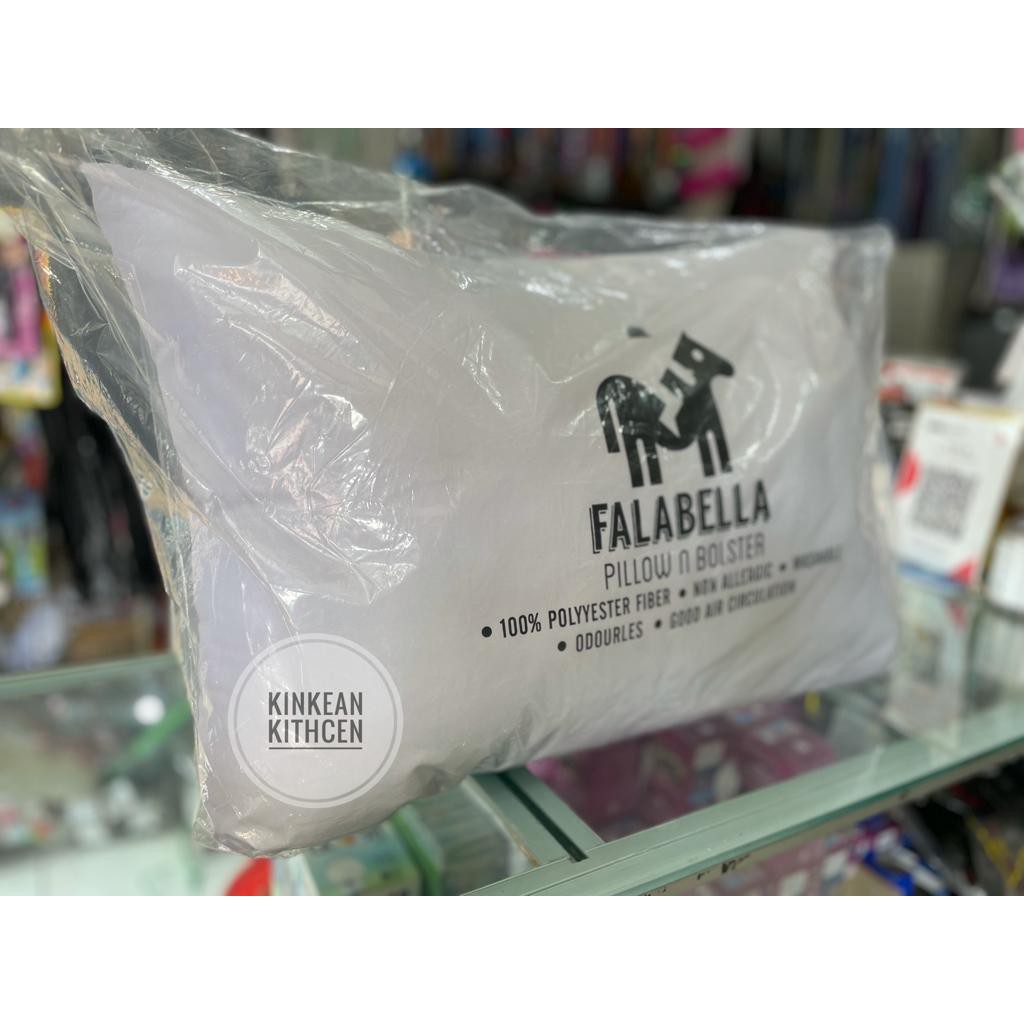 FALABELLA
PILLOW N BOLSTER
• 100% POLYYESTER FIBER • NON ALLERGIC • WASHABLE
• ODOURLES • GOOD AIR CIRCULATION
KINKEAN
KITHCEN